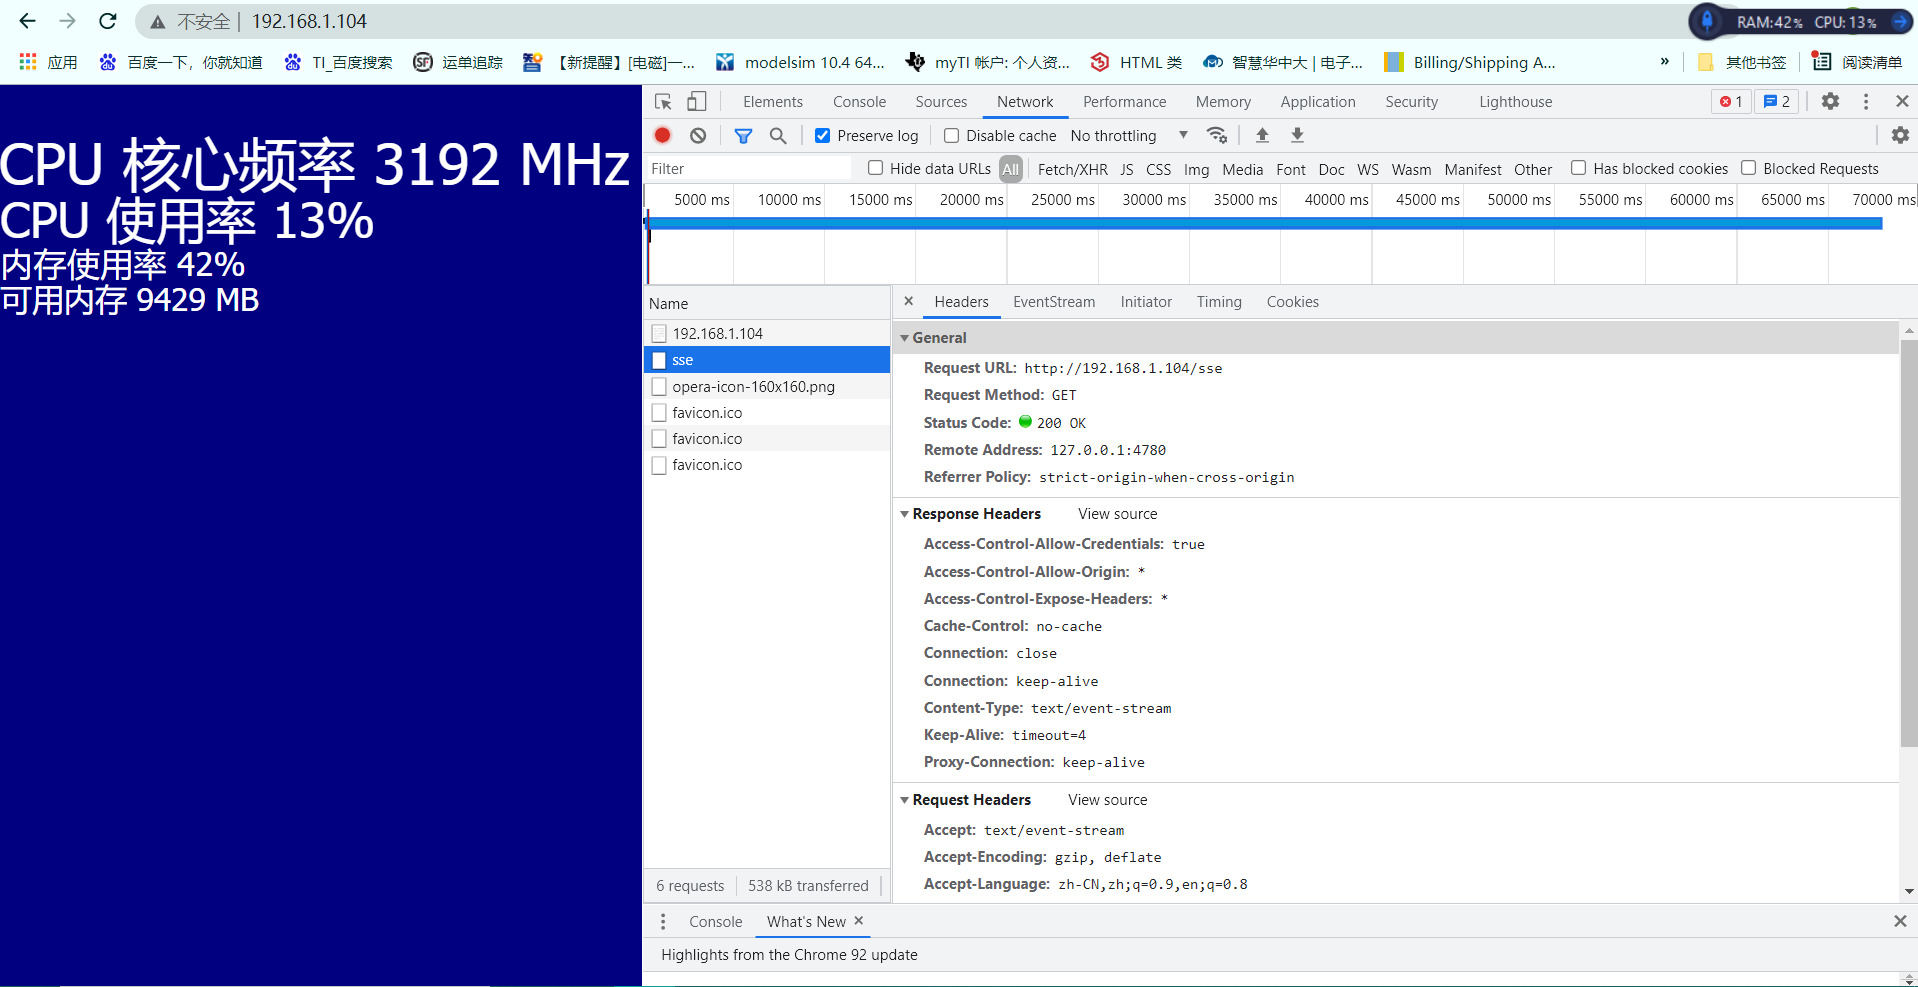 不安全 | 192.168.1.104
RAM:42% CPU:13%
应用 百度一下，你就知道 TI_百度搜索 SF 运单追踪 【新提醒】[电磁]一... modelsim 10.4 64... myTI 帐户: 个人资... HTML 类 智慧华中大 | 电子... Billing/Shipping A... » 其他书签 阅读清单
CPU 核心频率 3192 MHz
CPU 使用率 13%
内存使用率 42%
可用内存 9429 MB
Elements Console Sources Network Performance Memory Application Security Lighthouse 1 2
Preserve log Disable cache No throttling
Filter Hide data URLs All Fetch/XHR JS CSS Img Media Font Doc WS Wasm Manifest Other Has blocked cookies Blocked Requests
5000 ms 10000 ms 15000 ms 20000 ms 25000 ms 30000 ms 35000 ms 40000 ms 45000 ms 50000 ms 55000 ms 60000 ms 65000 ms 70000 ms
Name
192.168.1.104
sse
opera-icon-160x160.png
favicon.ico
favicon.ico
favicon.ico
6 requests 538 kB transferred
Headers EventStream Initiator Timing Cookies
General
Request URL: http://192.168.1.104/sse
Request Method: GET
Status Code: 200 OK
Remote Address: 127.0.0.1:4780
Referrer Policy: strict-origin-when-cross-origin
Response Headers View source
Access-Control-Allow-Credentials: true
Access-Control-Allow-Origin: *
Access-Control-Expose-Headers: *
Cache-Control: no-cache
Connection: close
Connection: keep-alive
Content-Type: text/event-stream
Keep-Alive: timeout=4
Proxy-Connection: keep-alive
Request Headers View source
Accept: text/event-stream
Accept-Encoding: gzip, deflate
Accept-Language: zh-CN,zh;q=0.9,en;q=0.8
Console What's New
Highlights from the Chrome 92 update